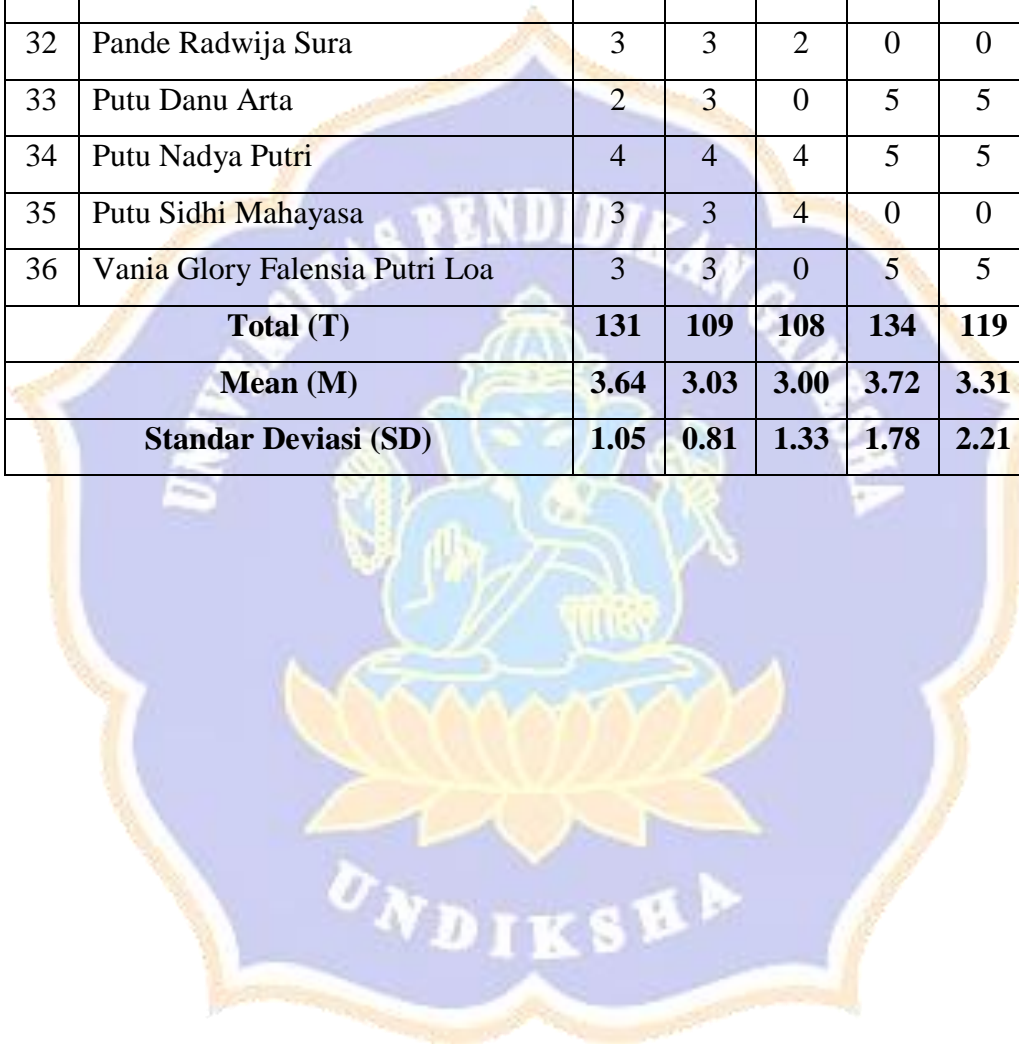 32 Pande Radwija Sura 3 3 2 0 0
33 Putu Danu Arta 2 3 0 5 5
34 Putu Nadya Putri 4 4 4 5 5
35 Putu Sidhi Mahayasa 3 3 4 0 0
36 Vania Glory Falensia Putri Loa 3 3 0 5 5
Total (T) 131 109 108 134 119
Mean (M) 3.64 3.03 3.00 3.72 3.31
Standar Deviasi (SD) 1.05 0.81 1.33 1.78 2.21
UNIVERSITAS PENDIDIKAN GANESHA
UNDIKSHA